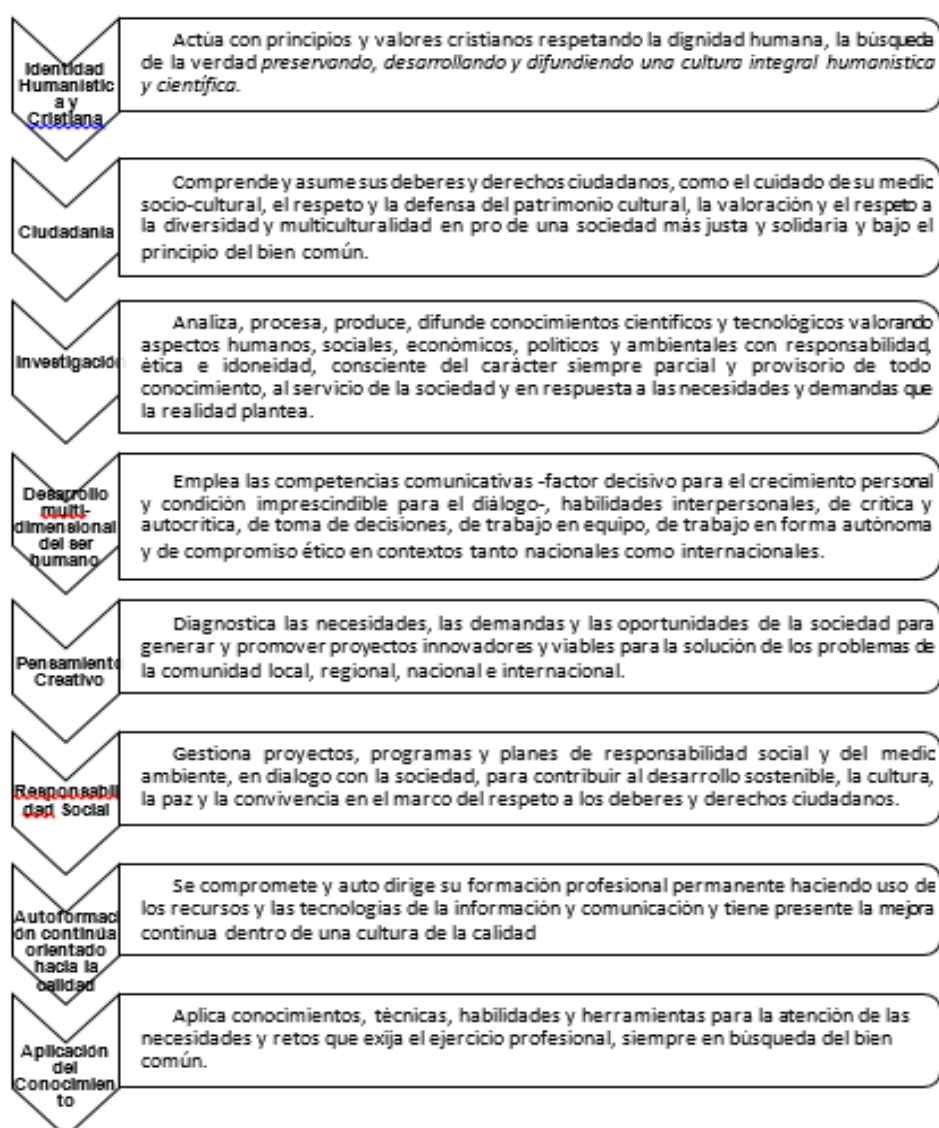 Identidad
Humanístic
a y
Cristiana
Actúa con principios y valores cristianos respetando la dignidad humana, la búsqueda
de la verdad preservando, desarrollando y difundiendo una cultura integral humanística
y científica.
Ciudadanía
Comprende y asume sus deberes y derechos ciudadanos, como el cuidado de su medic
socio-cultural, el respeto y la defensa del patrimonio cultural, la valoración y el respeto a
la diversidad y multiculturalidad en pro de una sociedad más justa y solidaria y bajo el
principio del bien común.
Investigación
Analiza, procesa, produce, difunde conocimientos científicos y tecnológicos valorando
aspectos humanos, sociales, económicos, políticos y ambientales con responsabilidad,
ética e idoneidad, consciente del carácter siempre parcial y provisorio de todo
conocimiento, al servicio de la sociedad y en respuesta a las necesidades y demandas que
la realidad plantea.
Desarrollo
multi-
dimensional
del ser
humano
Emplea las competencias comunicativas -factor decisivo para el crecimiento personal
y condición imprescindible para el diálogo-, habilidades interpersonales, de crítica y
autocrítica, de toma de decisiones, de trabajo en equipo, de trabajo en forma autónoma
y de compromiso ético en contextos tanto nacionales como internacionales.
Pensamiento
Creativo
Diagnostica las necesidades, las demandas y las oportunidades de la sociedad para
generar y promover proyectos innovadores y viables para la solución de los problemas de
la comunidad local, regional, nacional e internacional.
Responsabili
dad Social
Gestiona proyectos, programas y planes de responsabilidad social y del medic
ambiente, en dialogo con la sociedad, para contribuir al desarrollo sostenible, la cultura,
la paz y la convivencia en el marco del respeto a los deberes y derechos ciudadanos.
Autoformaci
ón continúa
orientado
hacia la
calidad
Se compromete y auto dirige su formación profesional permanente haciendo uso de
los recursos y las tecnologías de la información y comunicación y tiene presente la mejora
continua dentro de una cultura de la calidad
Aplicación
del
Conocimien
to
Aplica conocimientos, técnicas, habilidades y herramientas para la atención de las
necesidades y retos que exija el ejercicio profesional, siempre en búsqueda del bien
común.